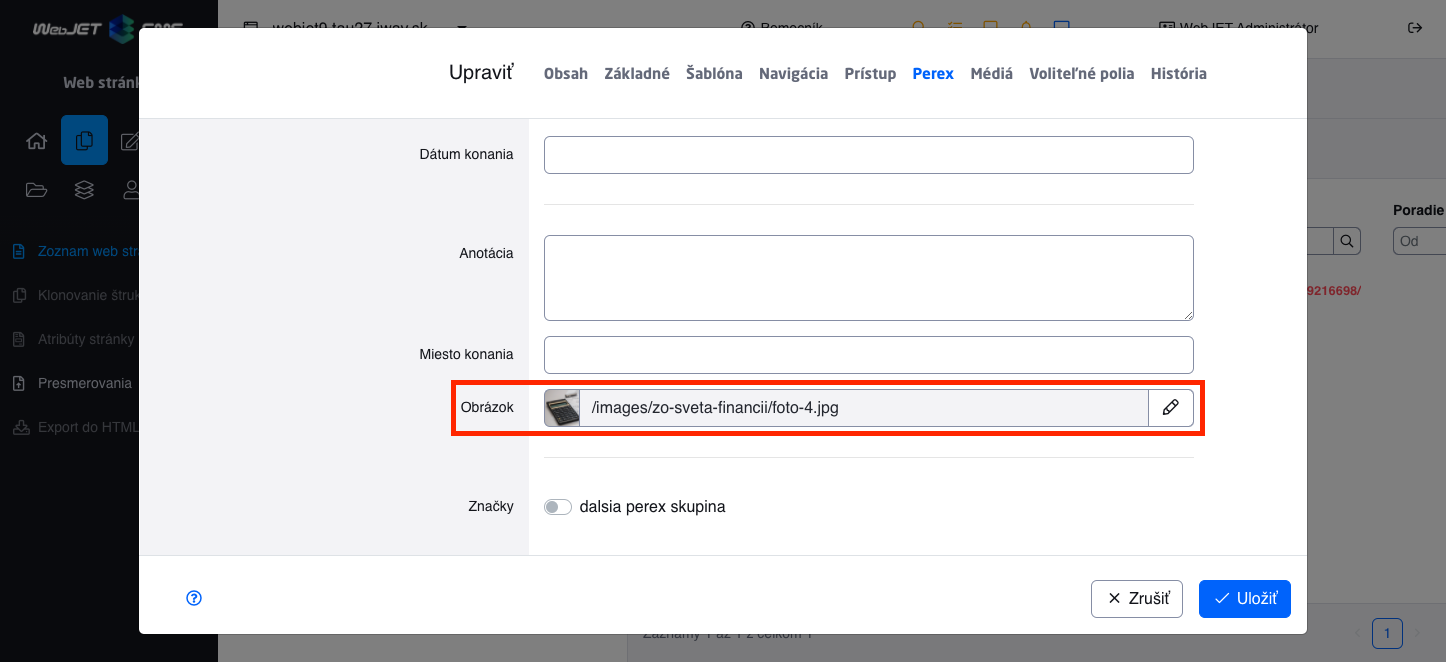 WebJET CMS
webjet9.tau27.iway.sk
Pomocník
WebJET Administrátor
Web stránk
Zoznam web str
Klonovanie štruk
Atribúty stránky
Presmerovania
Export do HTML
Upraviť
Obsah Základné Šablóna Navigácia Prístup Perex Médiá Voliteľné polia História
Dátum konania
Anotácia
Miesto konania
Obrázok /images/zo-sveta-financii/foto-4.jpg
Značky dalsia perex skupina
Zrušiť Uložiť
Poradie
Od
9216698/
Záznamy 1 až 1 z celkom 1
1